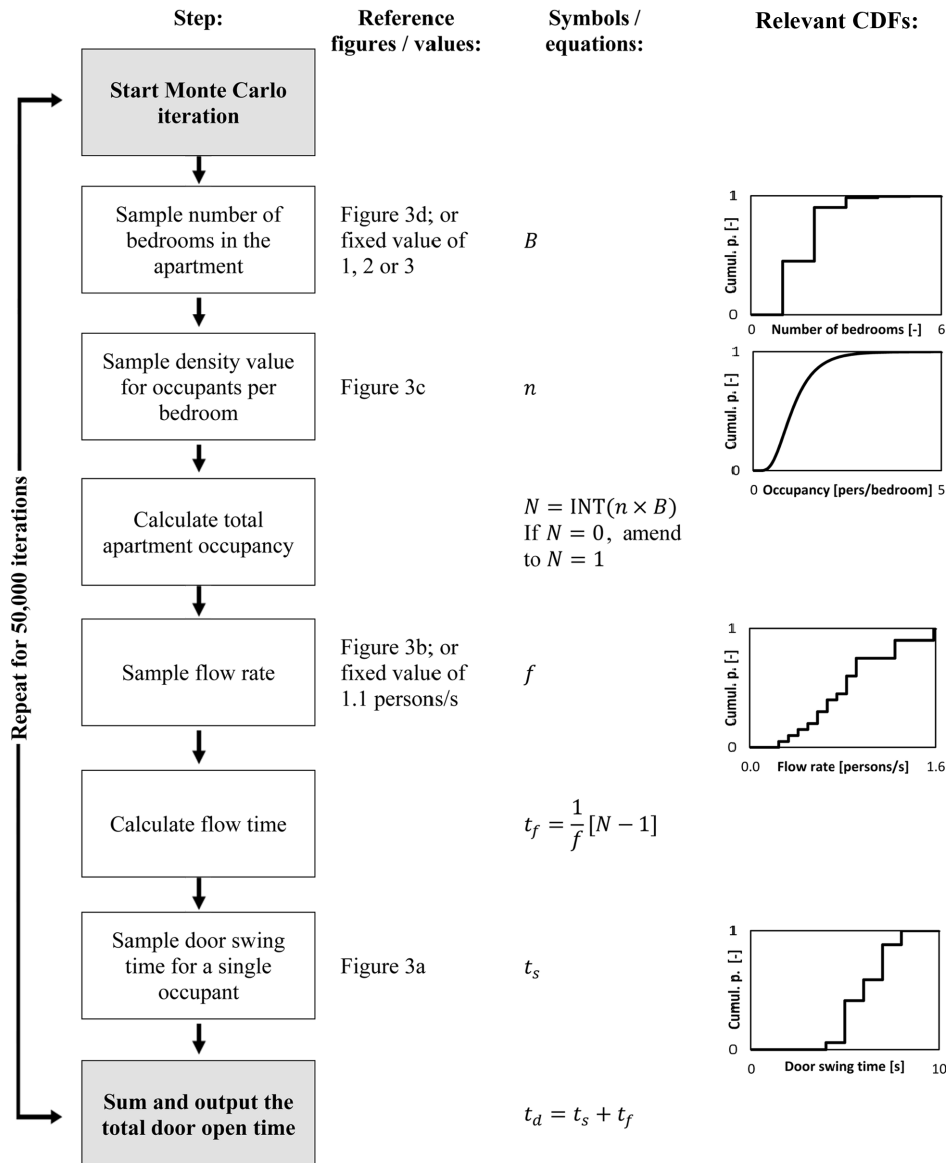 Step:
Reference
figures / values:
Symbols /
equations:
Relevant CDFs:
Repeat for 50,000 iterations
Start Monte Carlo
iteration
Sample number of
bedrooms in the
apartment
Figure 3d; or
fixed value of
1, 2 or 3
B
1
Cumul. p. [-]
0
0
Number of bedrooms [-]
6
Sample density value
for occupants per
bedroom
Figure 3c
n
1
Cumul. p. [-]
0
0
Occupancy [pers/bedroom]
5
Calculate total
apartment occupancy
N = INT(n × B)
If N = 0, amend
to N = 1
Sample flow rate
Figure 3b; or
fixed value of
1.1 persons/s
f
1
Cumul. p. [-]
0
0.0
Flow rate [persons/s]
1.6
Calculate flow time
t_f = 1/f [N − 1]
Sample door swing
time for a single
occupant
Figure 3a
t_s
1
Cumul. p. [-]
0
0
Door swing time [s]
10
Sum and output the
total door open time
t_d = t_s + t_f